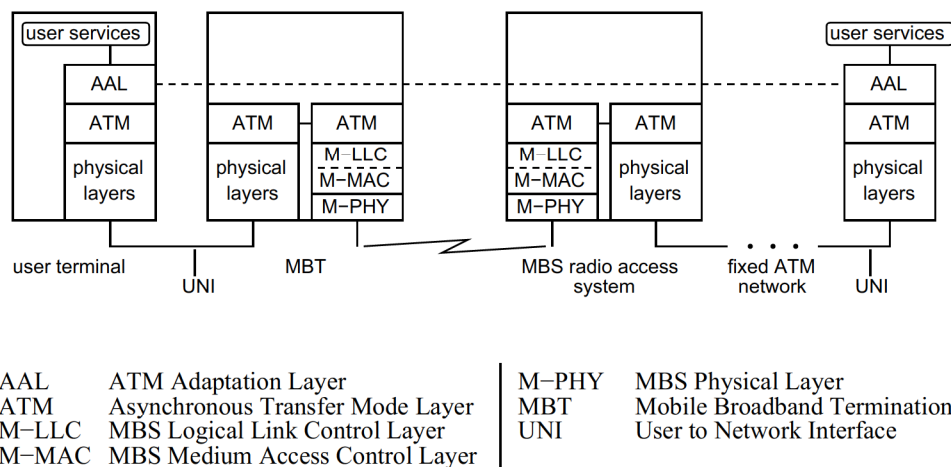 user services
user services
AAL
AAL
ATM
ATM
ATM
ATM
ATM
ATM
physical
layers
physical
layers
M-LLC
M-MAC
M-PHY
M-LLC
M-MAC
M-PHY
physical
layers
physical
layers
user terminal
UNI
MBT
MBS radio access
system
fixed ATM
network
UNI
AAL ATM Adaptation Layer
ATM Asynchronous Transfer Mode Layer
M-LLC MBS Logical Link Control Layer
M-MAC MBS Medium Access Control Layer
M-PHY MBS Physical Layer
MBT Mobile Broadband Termination
UNI User to Network Interface